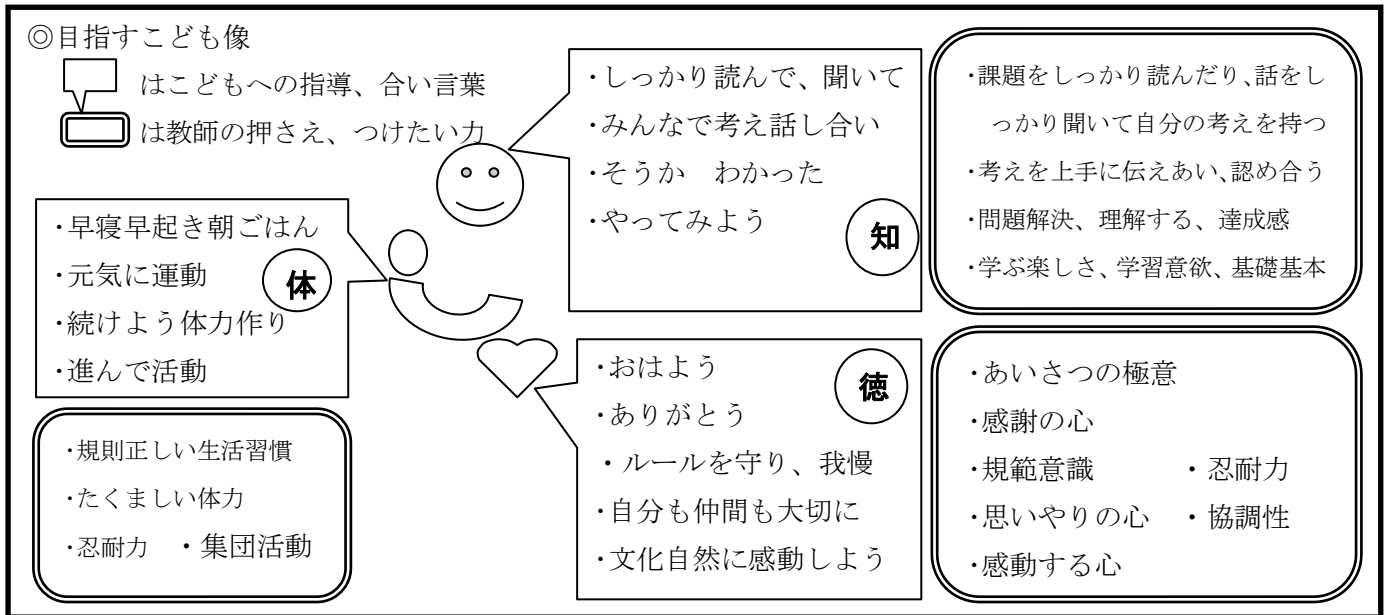 ◎目指すこども像
はこどもへの指導、合い言葉
は教師の押さえ、つけたい力
・しっかり読んで、聞いて
・みんなで考え話し合い
・そうか　わかった
・やってみよう
知
・課題をしっかり読んだり、話をし
っかり聞いて自分の考えを持つ
・考えを上手に伝えあい、認め合う
・問題解決、理解する、達成感
・学ぶ楽しさ、学習意欲、基礎基本
・早寝早起き朝ごはん
・元気に運動
・続けよう体力作り
・進んで活動
体
・規則正しい生活習慣
・たくましい体力
・忍耐力　・集団活動
・おはよう
・ありがとう
・ルールを守り、我慢
・自分も仲間も大切に
・文化自然に感動しよう
徳
・あいさつの極意
・感謝の心
・規範意識　・忍耐力
・思いやりの心　・協調性
・感動する心